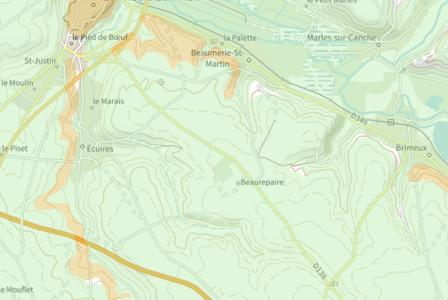 le Petit Marles
le Pied de Bœuf
la Palette
Marles-sur-Canche
Beaumerie-St-
Martin
St-Justin
le Moulin
le Marais
D349
le Piset
Écuires
Brimeux
Beaurepaire
D138
le Mouflet